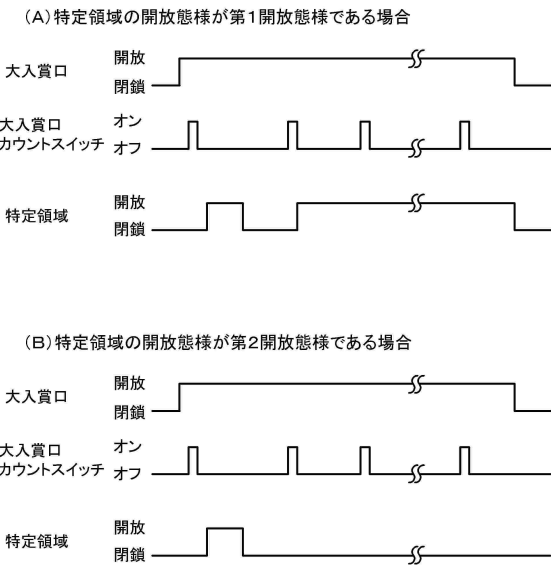 （A）特定領域の開放態様が第1開放態様である場合
大入賞口
開放
閉鎖
大入賞口
カウントスイッチ
オン
オフ
特定領域
開放
閉鎖
（B）特定領域の開放態様が第2開放態様である場合
大入賞口
開放
閉鎖
大入賞口
カウントスイッチ
オン
オフ
特定領域
開放
閉鎖